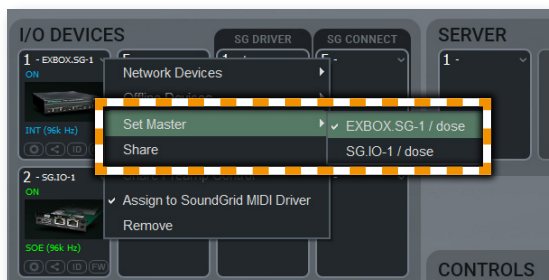 I/O DEVICES
SG DRIVER
SG CONNECT
SERVER
1 - EXBOX.SG-1
ON
INT (96k Hz)
ID
2 - SG.IO-1
ON
SOE (96k Hz)
ID
FW
Network Devices
Offline Devices
Set Master
Share
Assign to SoundGrid MIDI Driver
Remove
EXBOX.SG-1 / dose
SG.IO-1 / dose
1 -
CONTROLS